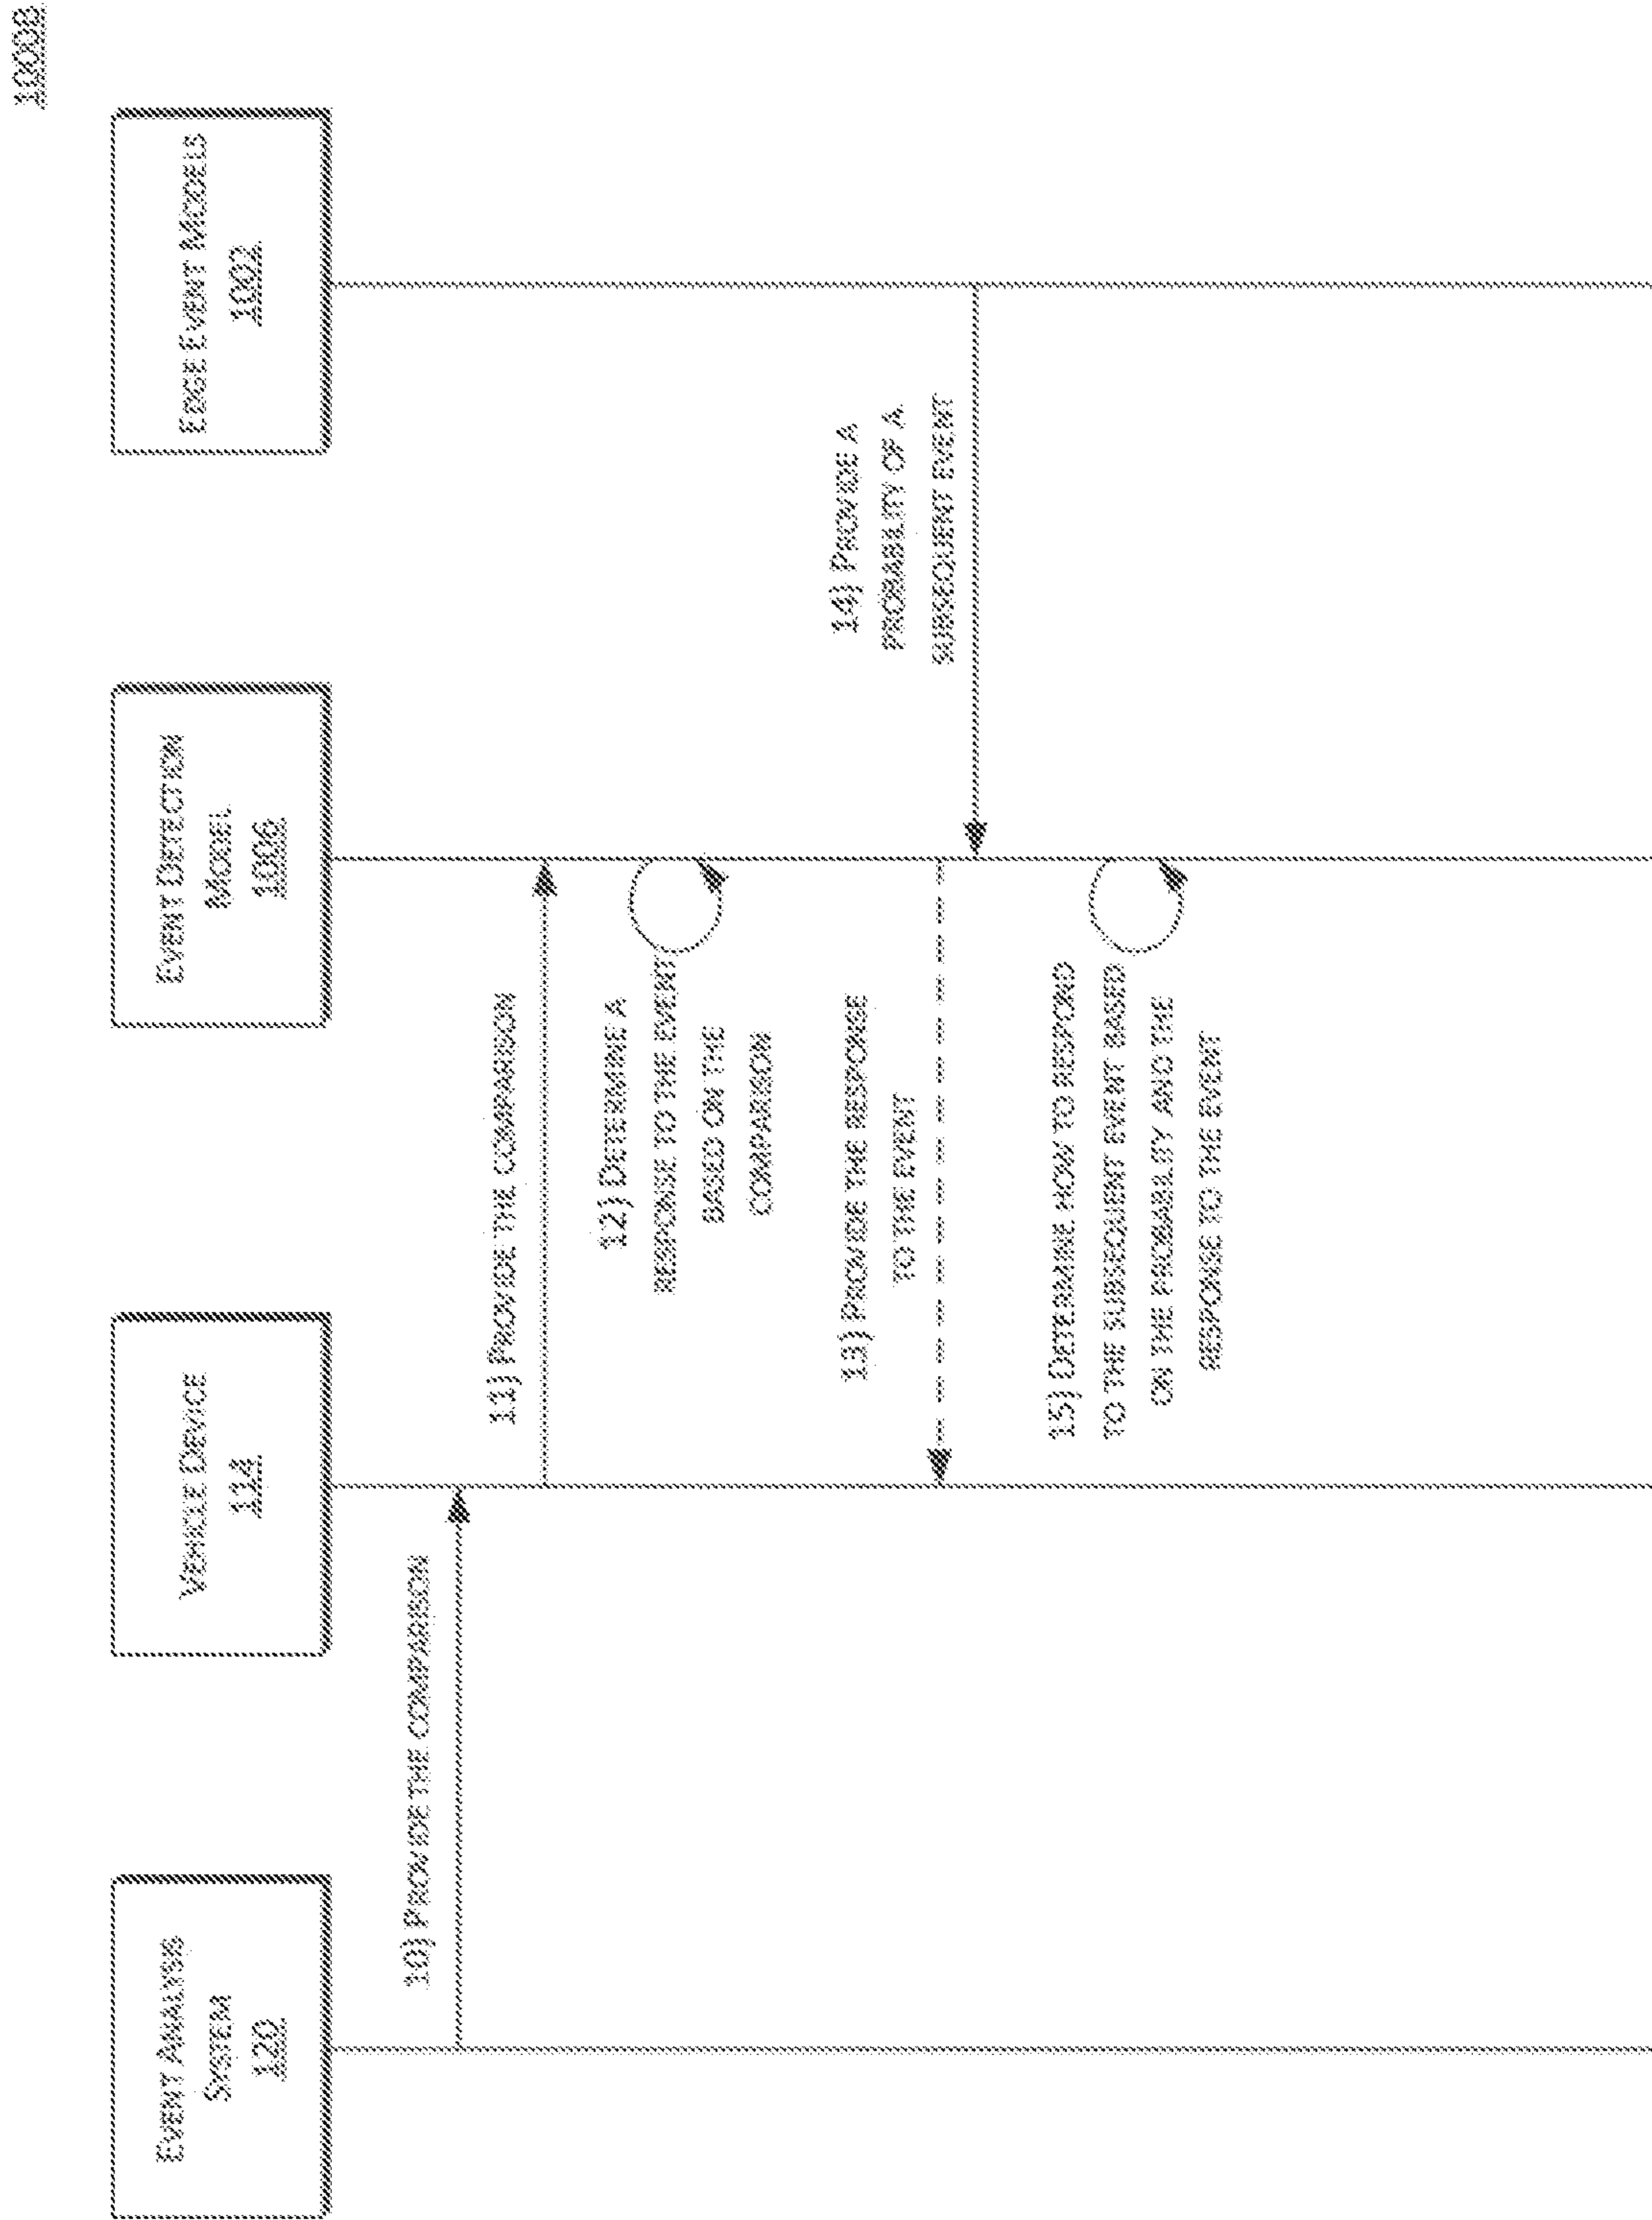 1000B
EVENT ANALYSIS
SYSTEM
120
VEHICLE DEVICE
114
EVENT DETECTION
MODEL
1006
EDGE EVENT MODELS
1002
10) PROVIDE THE COMPARISON
11) PROVIDE THE COMPARISON
12) DETERMINE A
RESPONSE TO THE EVENT
BASED ON THE
COMPARISON
13) PROVIDE THE RESPONSE
TO THE EVENT
14) PROVIDE A
PROBABILITY OF A
SUBSEQUENT EVENT
15) DETERMINE HOW TO RESPOND
TO THE SUBSEQUENT EVENT BASED
ON THE PROBABILITY AND THE
RESPONSE TO THE EVENT